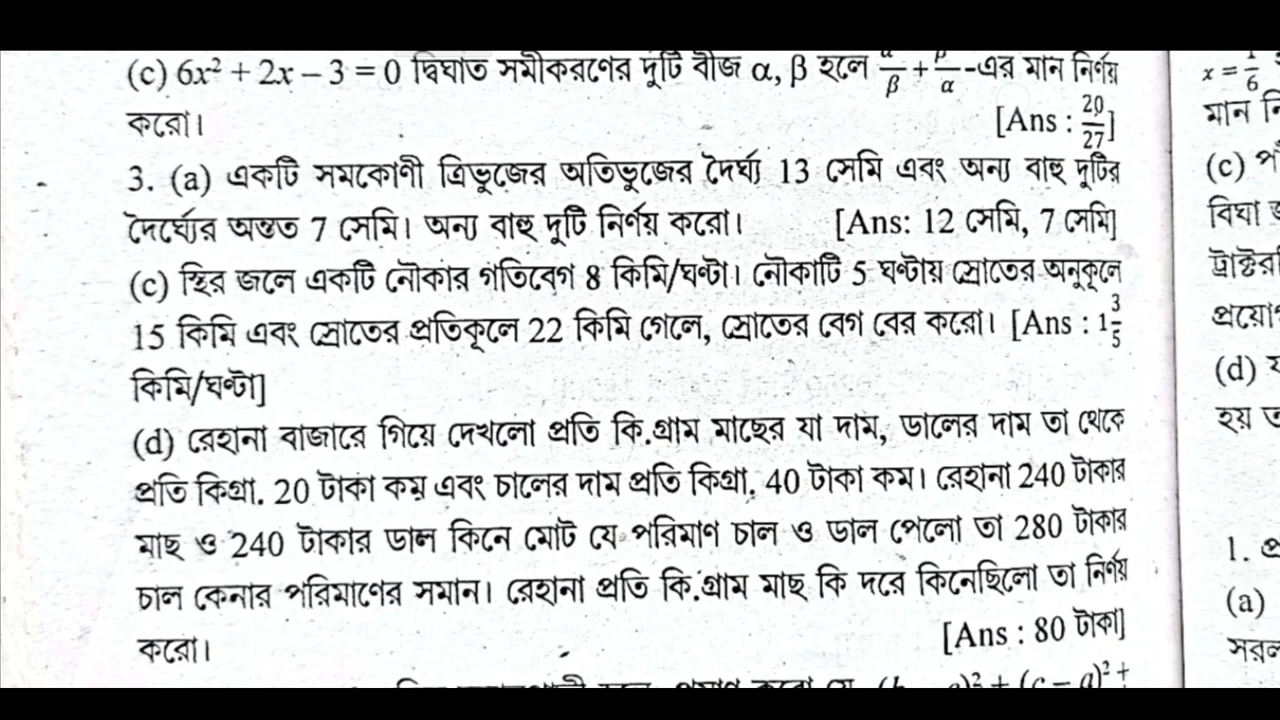 (c) 6x² + 2x − 3 = 0 দ্বিঘাত সমীকরণের দুটি বীজ α, β হলে α/β + β/α -এর মান নির্ণয়
করো। [Ans : 20/27]
3. (a) একটি সমকোণী ত্রিভুজের অতিভুজের দৈর্ঘ্য 13 সেমি এবং অন্য বাহু দুটির
দৈর্ঘ্যের অন্তত 7 সেমি। অন্য বাহু দুটি নির্ণয় করো। [Ans: 12 সেমি, 7 সেমি]
(c) স্থির জলে একটি নৌকার গতিবেগ 8 কিমি/ঘণ্টা। নৌকাটি 5 ঘণ্টায় স্রোতের অনুকূলে
15 কিমি এবং স্রোতের প্রতিকূলে 22 কিমি গেলে, স্রোতের বেগ বের করো। [Ans : 1 3/5
কিমি/ঘণ্টা]
(d) রেহানা বাজারে গিয়ে দেখলো প্রতি কি.গ্রাম মাছের যা দাম, ডালের দাম তা থেকে
প্রতি কিগ্রা. 20 টাকা কম এবং চালের দাম প্রতি কিগ্রা. 40 টাকা কম। রেহানা 240 টাকার
মাছ ও 240 টাকার ডাল কিনে মোট যে পরিমাণ চাল ও ডাল পেলো তা 280 টাকার
চাল কেনার পরিমাণের সমান। রেহানা প্রতি কি.গ্রাম মাছ কি দরে কিনেছিলো তা নির্ণয়
করো। [Ans : 80 টাকা]
x = 1/6
মান
(c)
বিঘা
(d)
হয়
1.
(a)